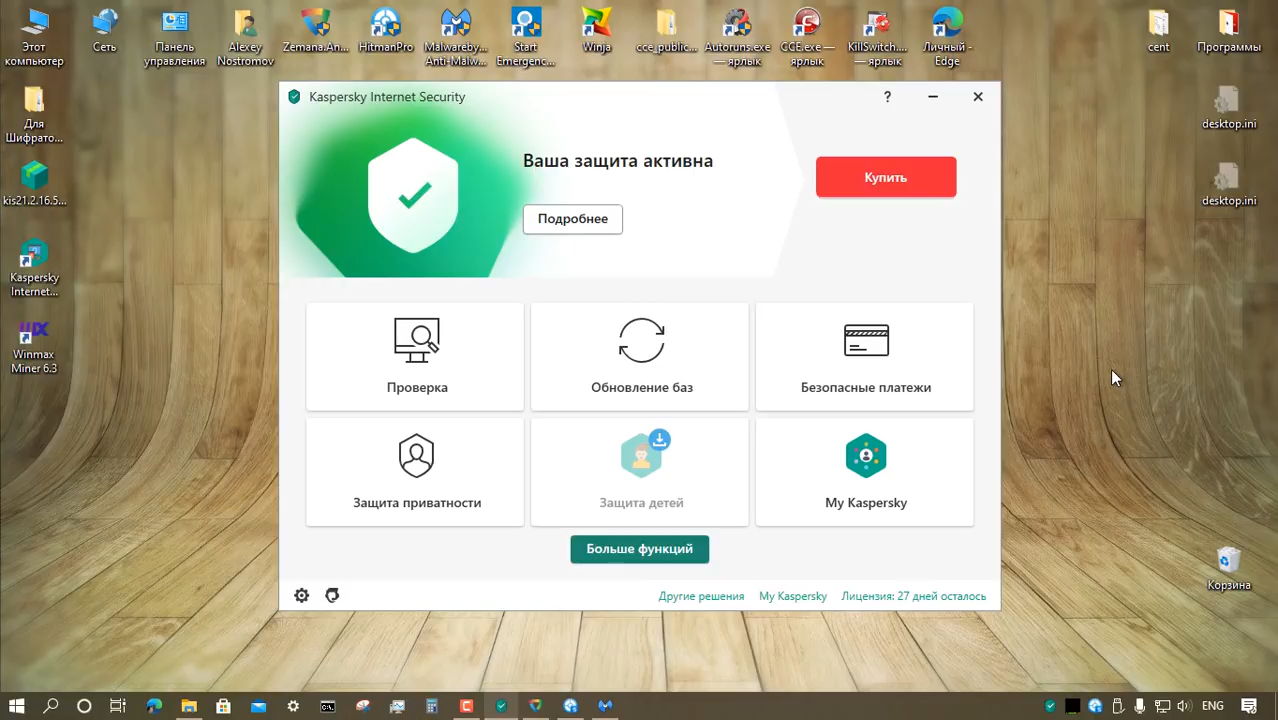 Этот
компьютер
Сеть
Панель
управления
Alexey
Nostromov
Zemana.An...
HitmanPro
Malwareby...
Anti-Malw...
Start
Emergenc...
Winja
cce_public...
Autoruns.exe
— ярлык
CCE.exe —
ярлык
KillSwitch....
— ярлык
Личный -
Edge
cent
Программы
Для
Шифрато...
kis21.2.16.5...
Kaspersky
Internet...
Winmax
Miner 6.3
desktop.ini
desktop.ini
Корзина
Kaspersky Internet Security
?
Ваша защита активна
Подробнее
Купить
Проверка
Обновление баз
Безопасные платежи
Защита приватности
Защита детей
My Kaspersky
Больше функций
Другие решения
My Kaspersky
Лицензия: 27 дней осталось
ENG